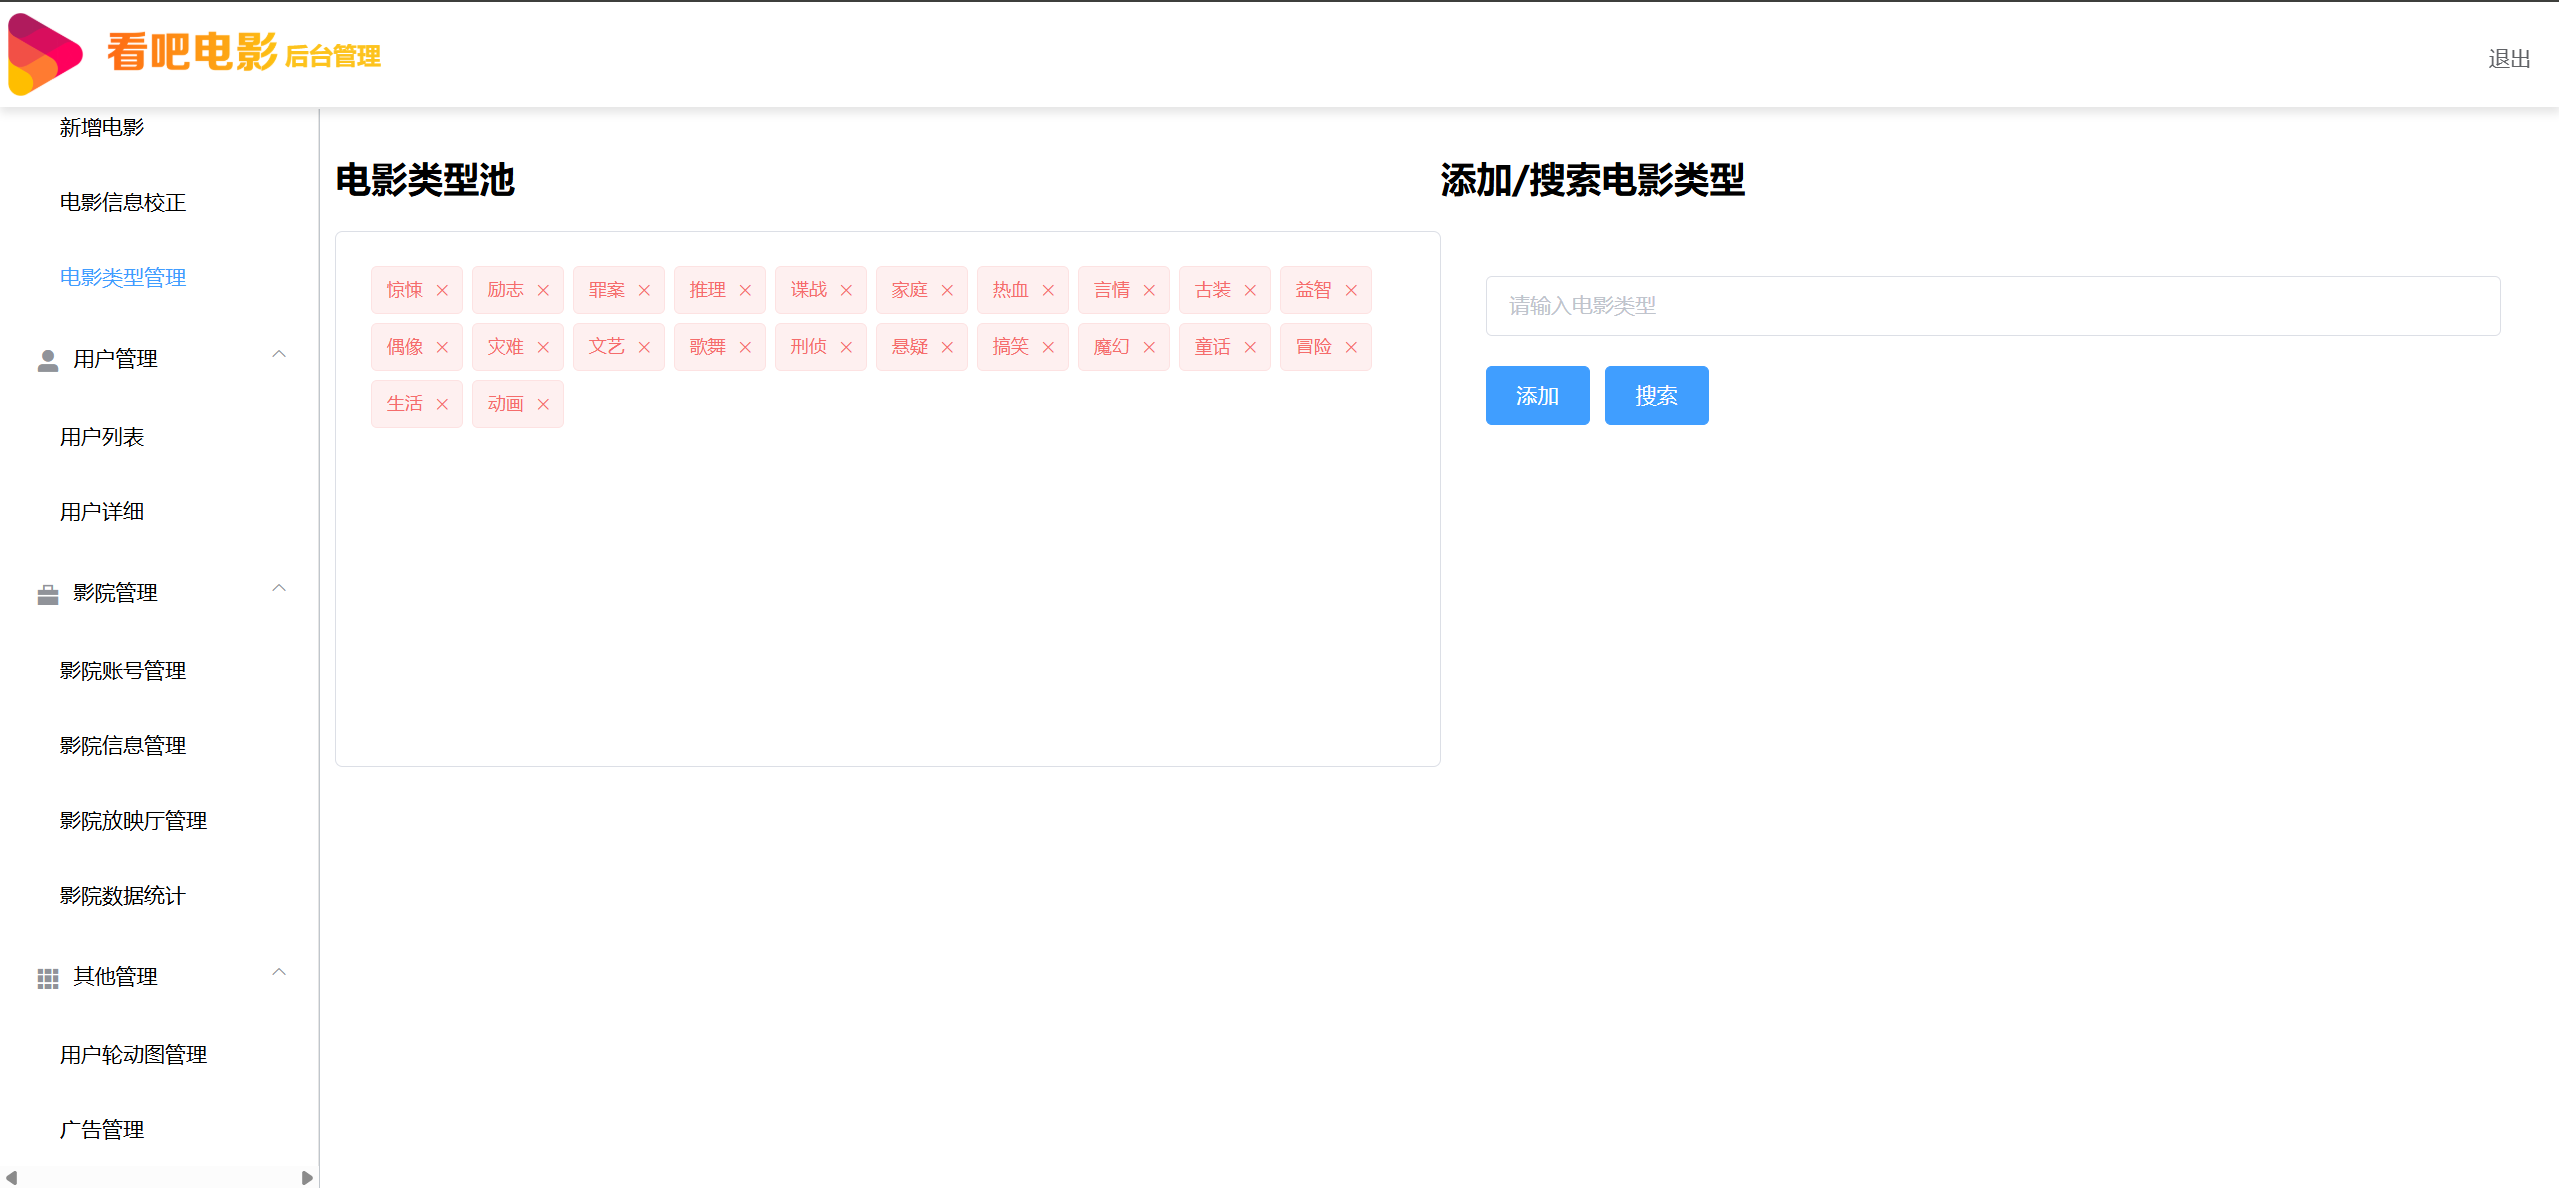 看吧电影 后台管理
退出
新增电影
电影信息校正
电影类型管理
用户管理
用户列表
用户详细
影院管理
影院账号管理
影院信息管理
影院放映厅管理
影院数据统计
其他管理
用户轮动图管理
广告管理
电影类型池
惊悚 励志 罪案 推理 谍战 家庭 热血 言情 古装 益智
偶像 灾难 文艺 歌舞 刑侦 悬疑 搞笑 魔幻 童话 冒险
生活 动画
添加/搜索电影类型
请输入电影类型
添加 搜索